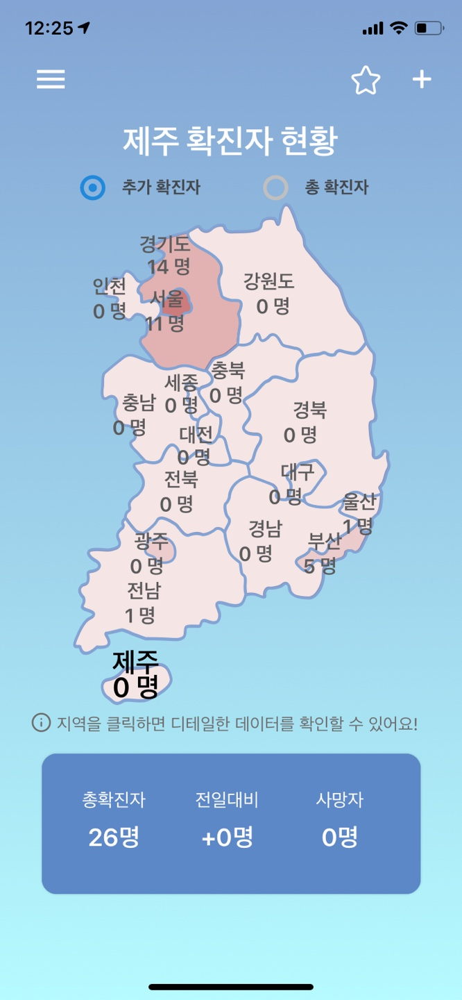 12:25
제주 확진자 현황
추가 확진자
총 확진자
경기도
14 명
강원도
0 명
인천
0 명
서울
11 명
충북
0 명
세종
0 명
충남
0 명
경북
0 명
대전
0 명
대구
0 명
전북
0 명
울산
1 명
경남
0 명
부산
5 명
광주
0 명
전남
1 명
제주
0 명
지역을 클릭하면 디테일한 데이터를 확인할 수 있어요!
총확진자
전일대비
사망자
26명
+0명
0명